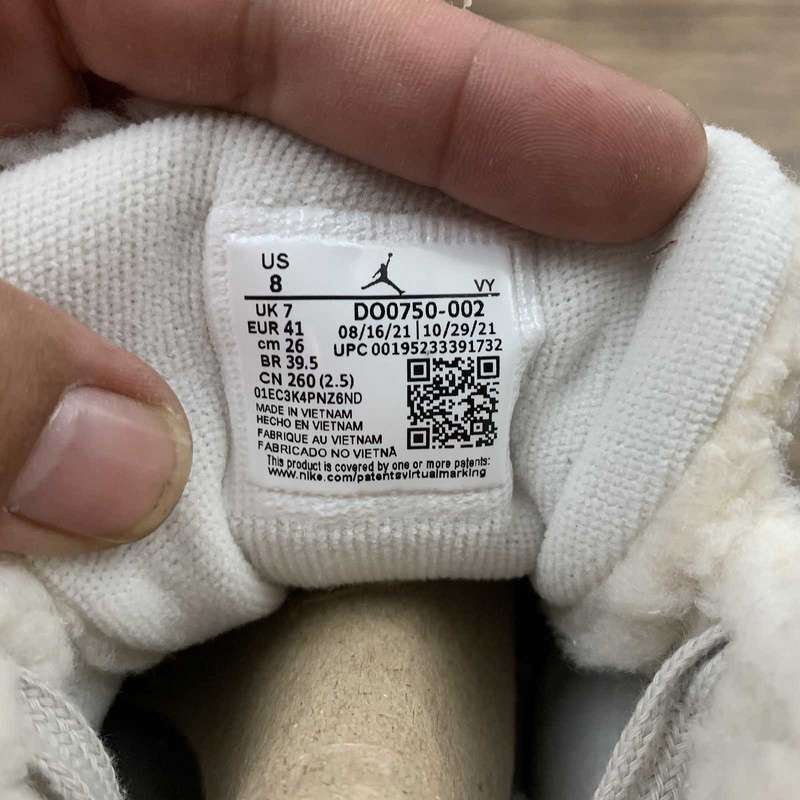 US
8
VY
UK 7
DO0750-002
EUR 41
08/16/21 | 10/29/21
cm 26
UPC 00195233391732
BR 39.5
CN 260 (2.5)
01EC3K4PNZ6ND
MADE IN VIETNAM
HECHO EN VIETNAM
FABRIQUE AU VIETNAM
FABRICADO NO VIETNÃ
This product is covered by one or more patents:
www.nike.com/patentsvirtualmarking